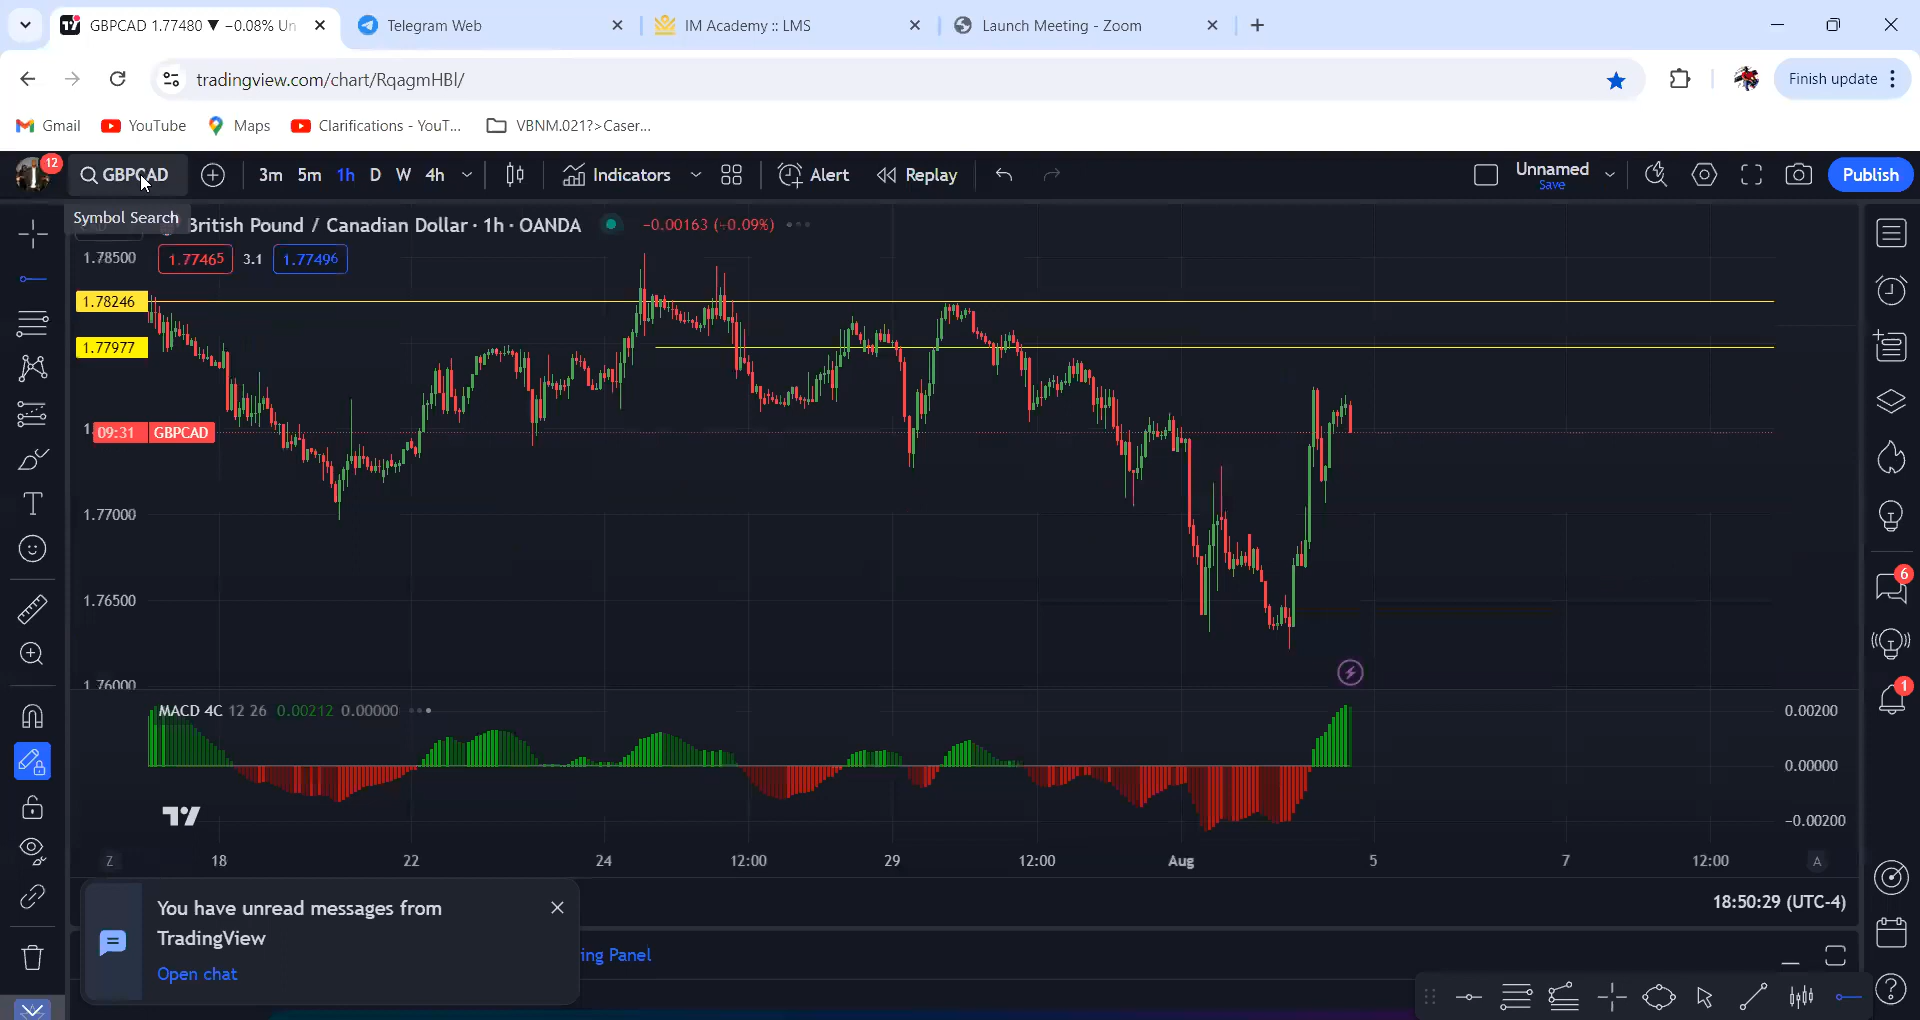 GBPCAD 1.77480 ▼ −0.08% Un
Telegram Web
IM Academy :: LMS
Launch Meeting - Zoom
tradingview.com/chart/RqagmHBl/
Finish update
Gmail
YouTube
Maps
Clarifications - YouT...
VBNM.021?>Caser...
12
GBPCAD
3m
5m
1h
D
W
4h
Indicators
Alert
Replay
Unnamed
Save
Publish
Symbol Search
British Pound / Canadian Dollar · 1h · OANDA
−0.00163 (−0.09%)
1.78500
1.77465
3.1
1.77496
1.78246
1.77977
09:31
GBPCAD
1.77000
1.76500
1.76000
MACD 4C 12 26 0.00212 0.00000
0.00200
0.00000
−0.00200
6
1
Z
18
22
24
12:00
29
12:00
Aug
5
7
12:00
A
18:50:29 (UTC-4)
You have unread messages from
TradingView
Open chat
ing Panel